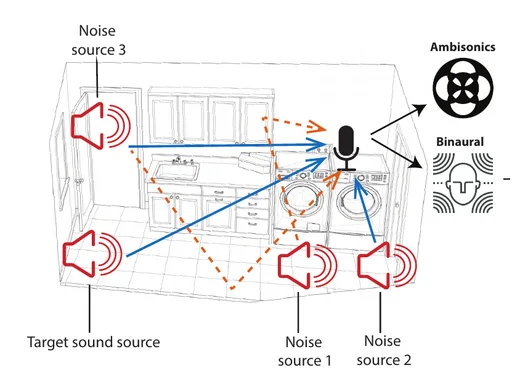 Noise
source 3
Ambisonics
Binaural
Target sound source
Noise
source 1
Noise
source 2